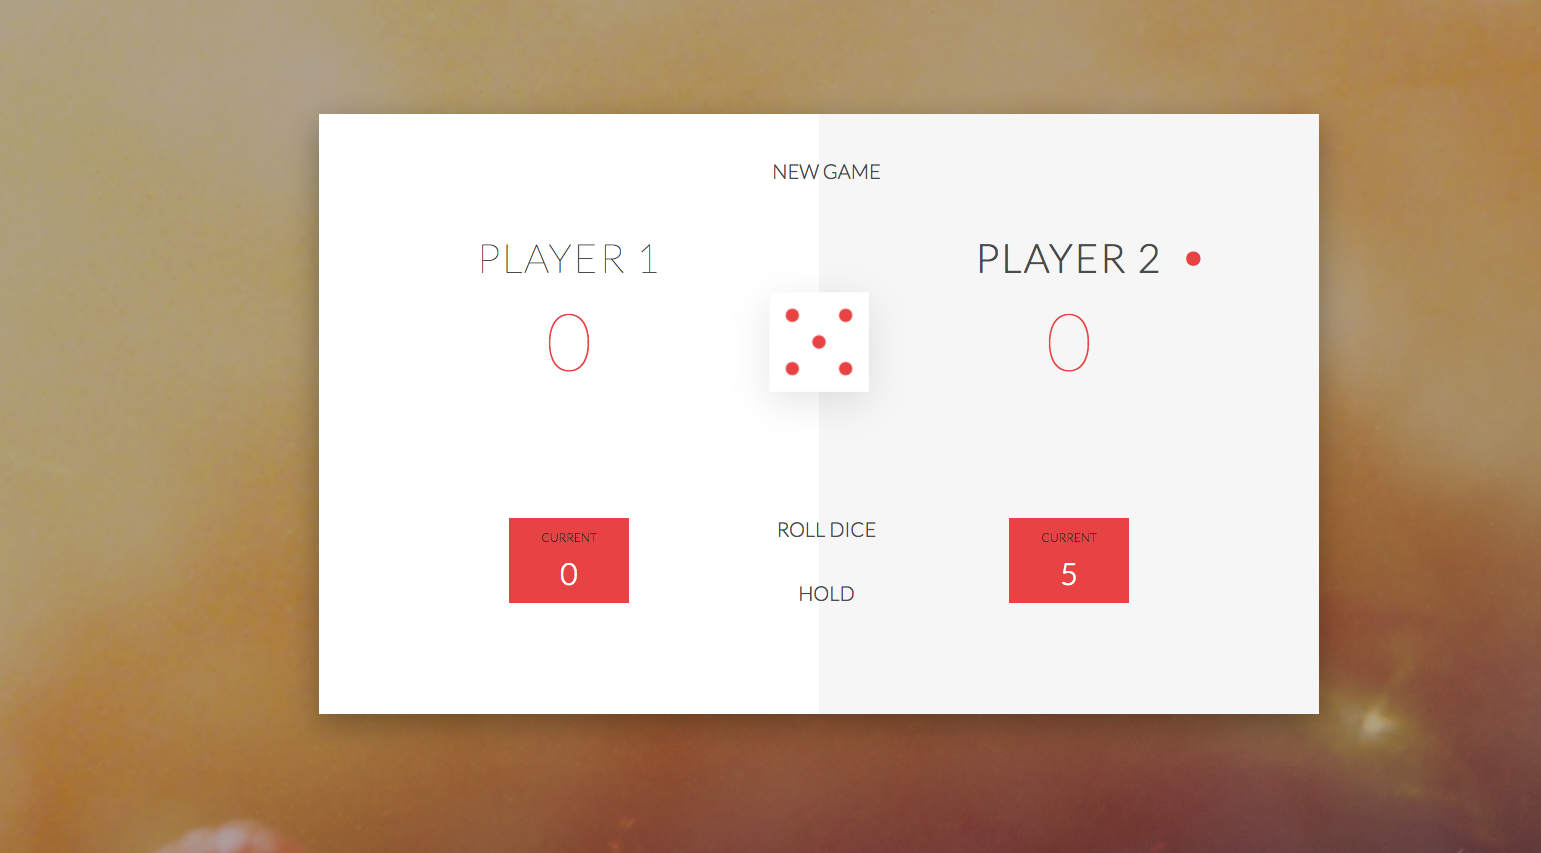 NEW GAME
PLAYER 1
0
PLAYER 2
0
CURRENT
0
ROLL DICE
HOLD
CURRENT
5